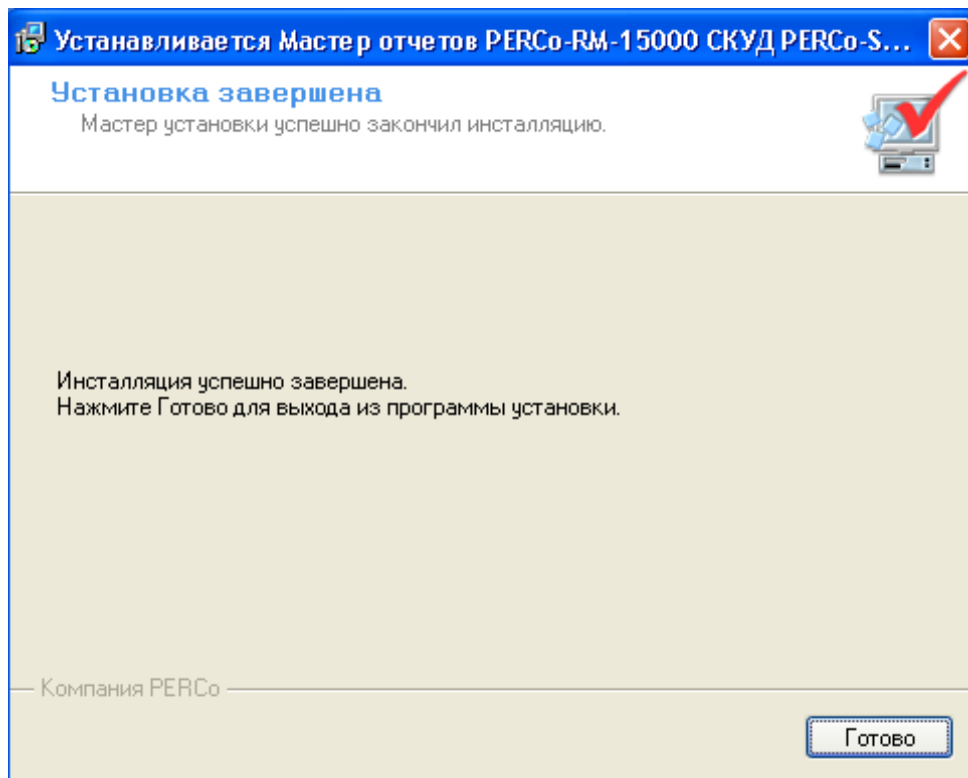 Устанавливается Мастер отчетов PERCo-RM-15000 СКУД PERCo-S...
Установка завершена
Мастер установки успешно закончил инсталляцию.
Инсталляция успешно завершена.
Нажмите Готово для выхода из программы установки.
Компания PERCo
Готово